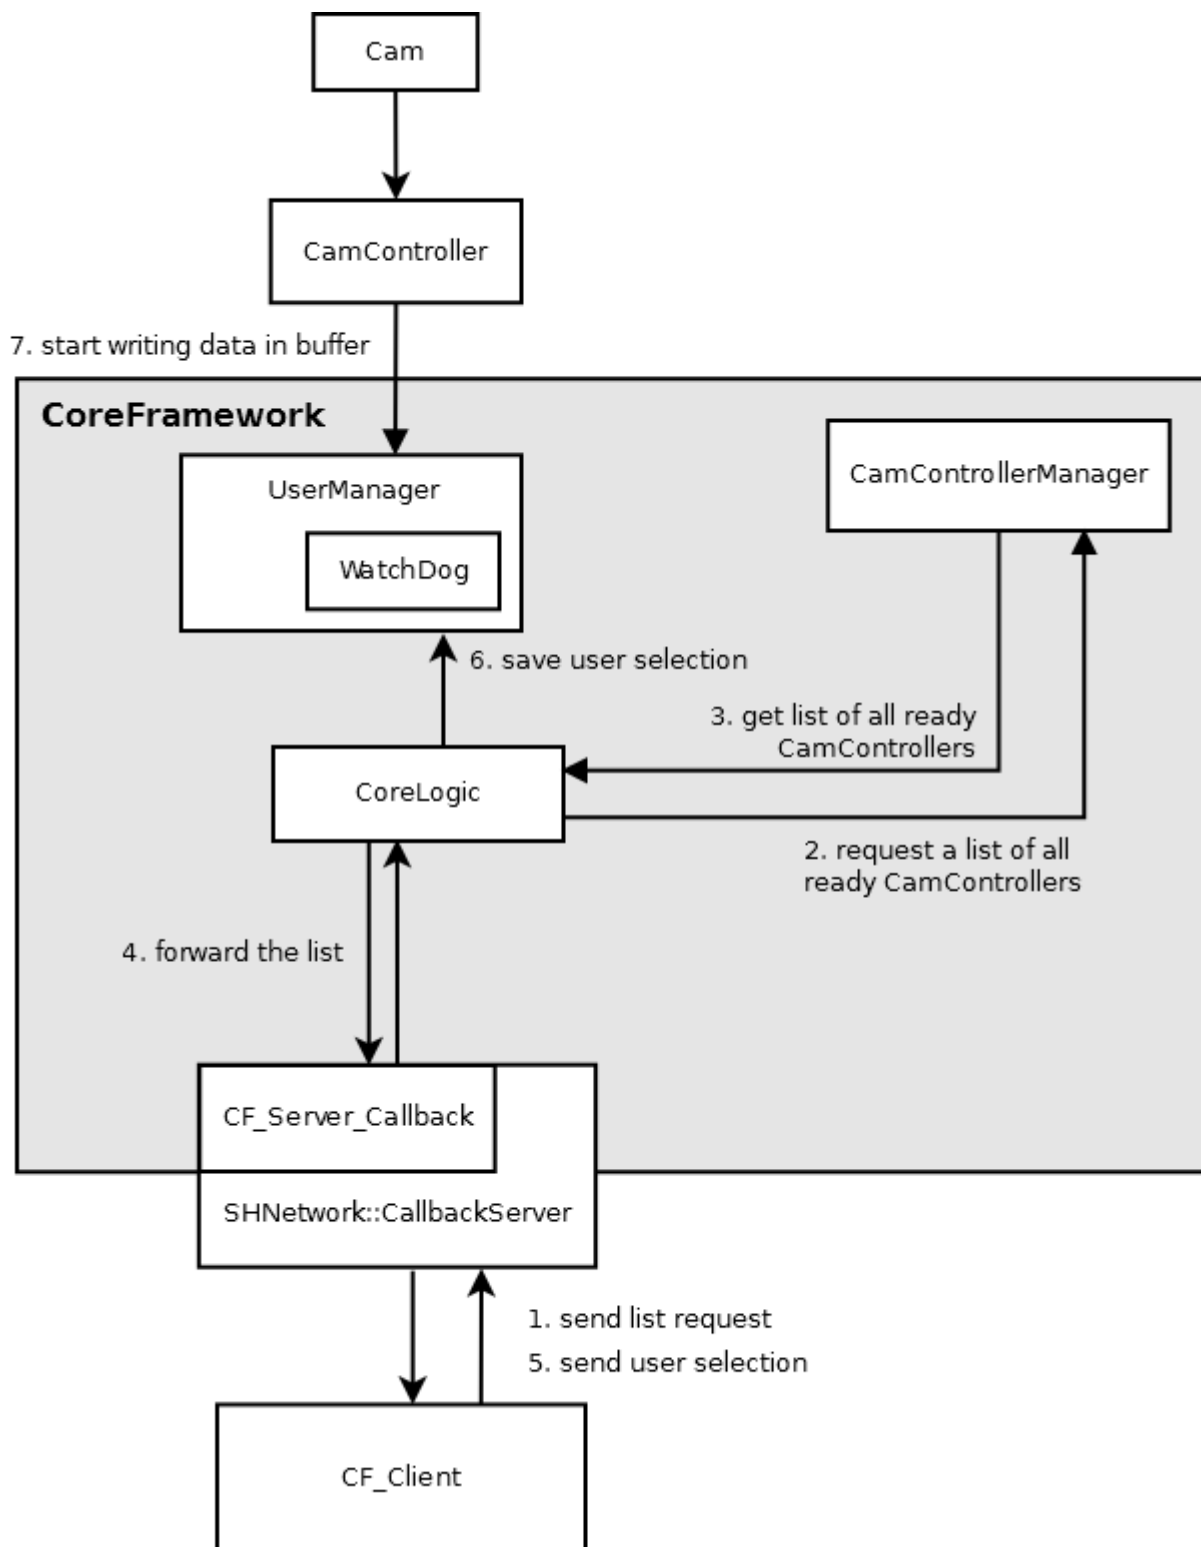 Cam
CamController
7. start writing data in buffer
CoreFramework
CamControllerManager
UserManager
WatchDog
6. save user selection
3. get list of all ready
CamControllers
CoreLogic
2. request a list of all
ready CamControllers
4. forward the list
CF_Server_Callback
SHNetwork::CallbackServer
1. send list request
5. send user selection
CF_Client